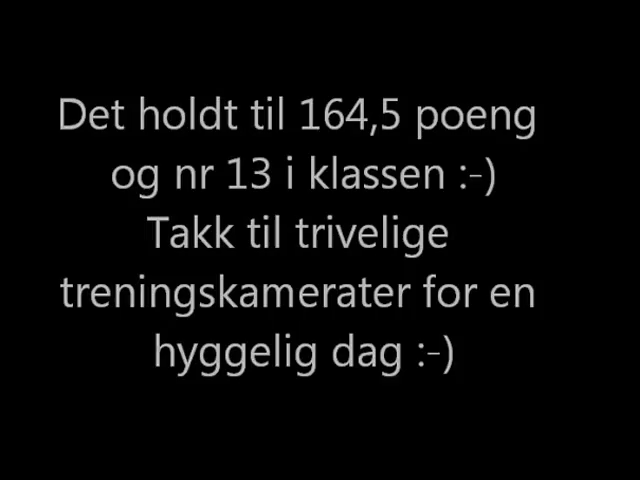 Det holdt til 164,5 poeng
og nr 13 i klassen :-)
Takk til trivelige
treningskamerater for en
hyggelig dag :-)